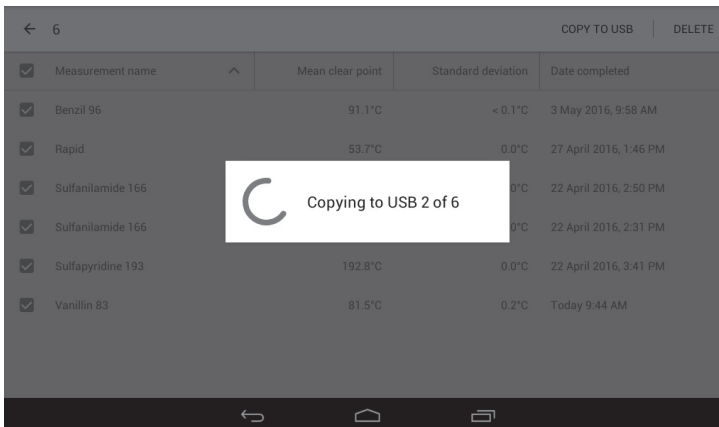 6 COPY TO USB DELETE
Measurement name Mean clear point Standard deviation Date completed
Benzil 96 91.1°C < 0.1°C 3 May 2016, 9:58 AM
Rapid 53.7°C 0.0°C 27 April 2016, 1:46 PM
Sulfanilamide 166 0°C 22 April 2016, 2:50 PM
Copying to USB 2 of 6
Sulfanilamide 166 0°C 22 April 2016, 2:31 PM
Sulfapyridine 193 192.8°C 0.0°C 22 April 2016, 3:41 PM
Vanillin 83 81.5°C 0.2°C Today 9:44 AM